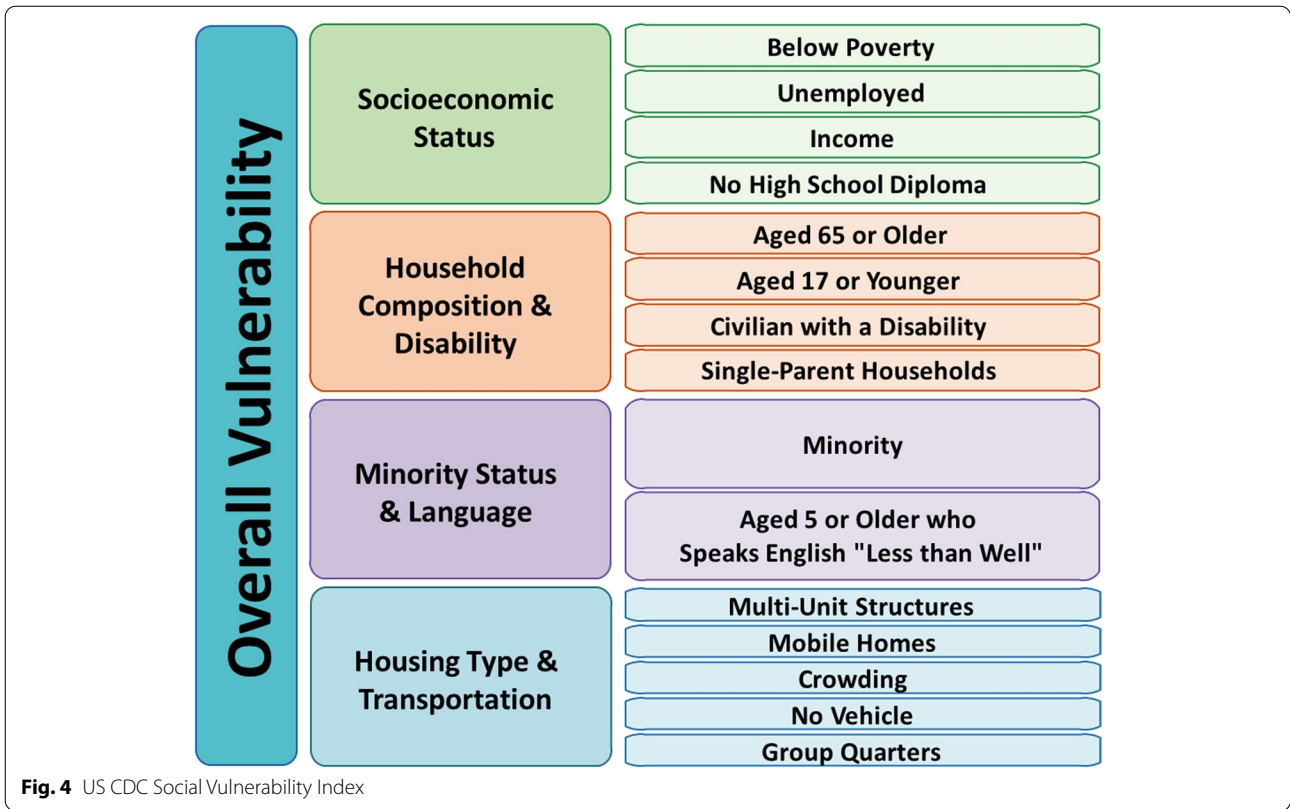 Overall Vulnerability
Socioeconomic
Status
Below Poverty
Unemployed
Income
No High School Diploma
Household
Composition &
Disability
Aged 65 or Older
Aged 17 or Younger
Civilian with a Disability
Single-Parent Households
Minority Status
& Language
Minority
Aged 5 or Older who
Speaks English "Less than Well"
Housing Type &
Transportation
Multi-Unit Structures
Mobile Homes
Crowding
No Vehicle
Group Quarters
Fig. 4 US CDC Social Vulnerability Index